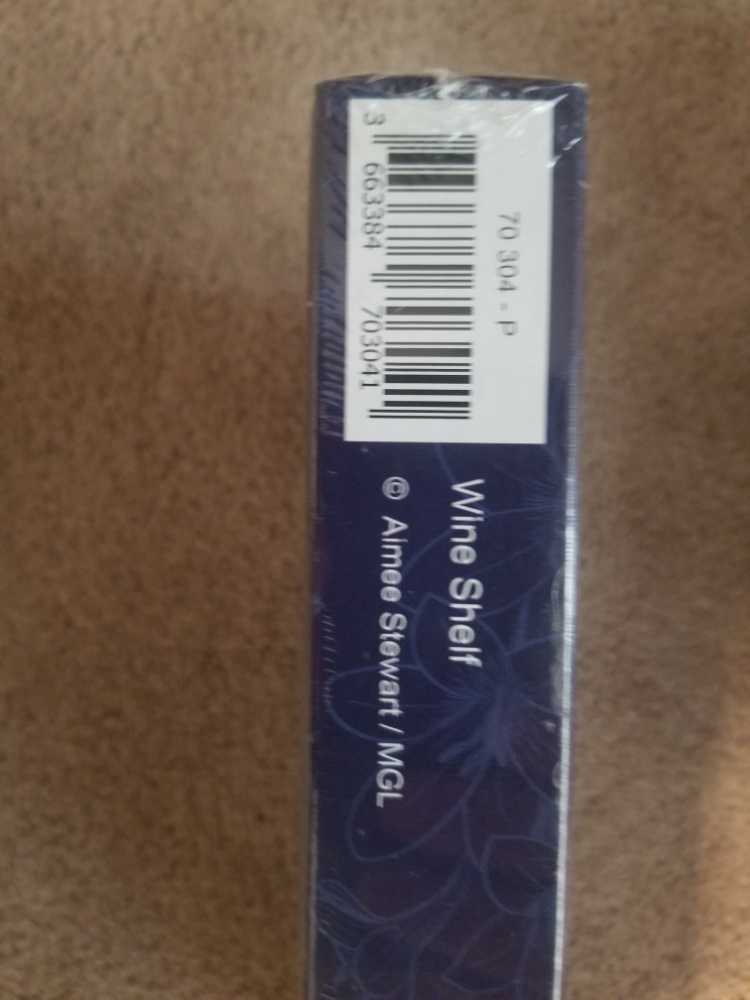 70 304 - P
3 663384 703041
Wine Shelf
© Aimee Stewart / MGL